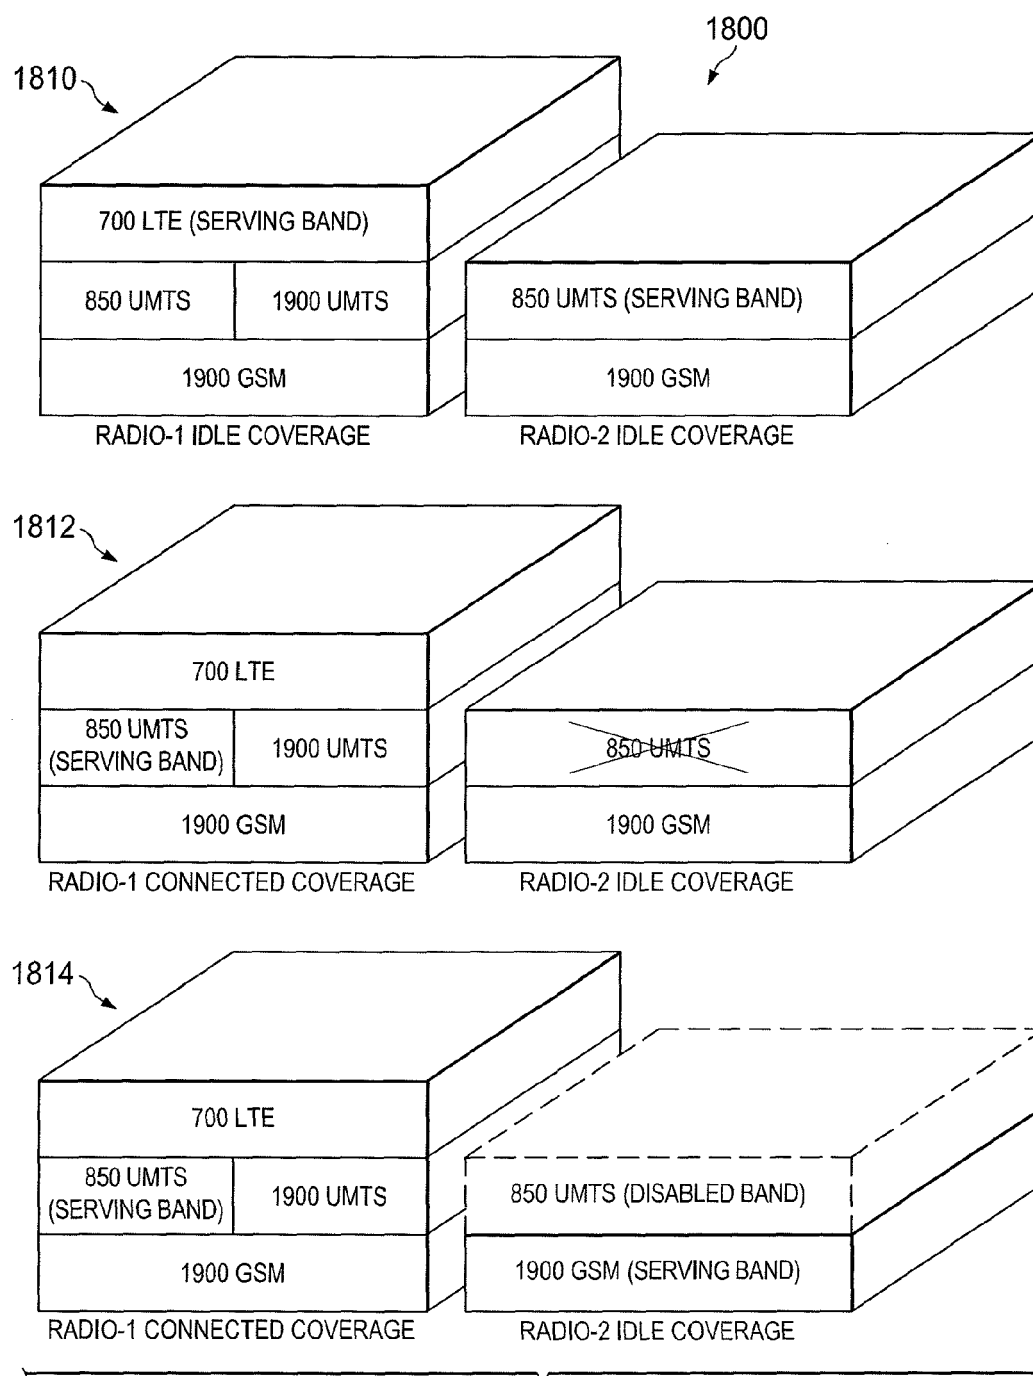 1800
1810
700 LTE (SERVING BAND)
850 UMTS
1900 UMTS
1900 GSM
RADIO-1 IDLE COVERAGE
850 UMTS (SERVING BAND)
1900 GSM
RADIO-2 IDLE COVERAGE
1812
700 LTE
850 UMTS
(SERVING BAND)
1900 UMTS
1900 GSM
RADIO-1 CONNECTED COVERAGE
850 UMTS
1900 GSM
RADIO-2 IDLE COVERAGE
1814
700 LTE
850 UMTS
(SERVING BAND)
1900 UMTS
1900 GSM
RADIO-1 CONNECTED COVERAGE
850 UMTS (DISABLED BAND)
1900 GSM (SERVING BAND)
RADIO-2 IDLE COVERAGE